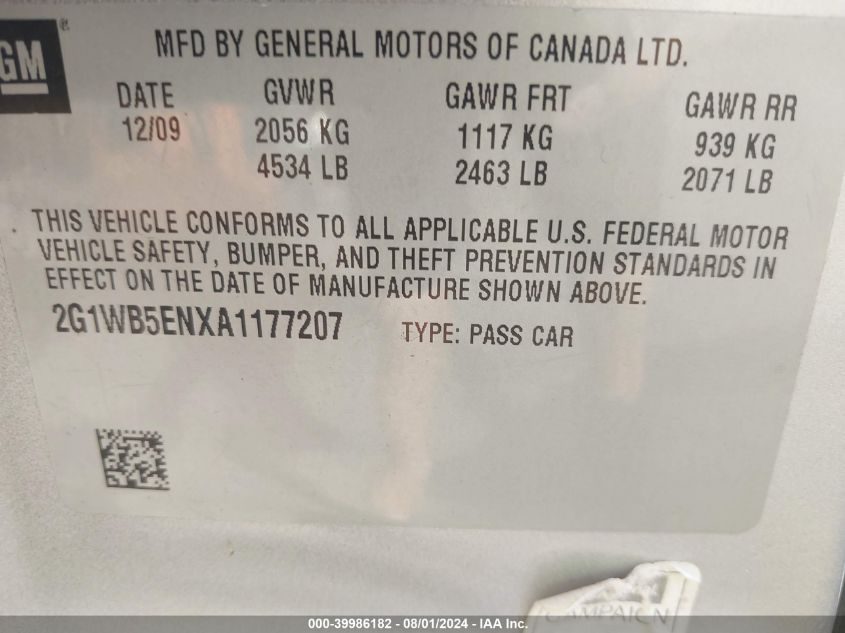 GM ®
MFD BY GENERAL MOTORS OF CANADA LTD.
DATE GVWR GAWR FRT GAWR RR
12/09 2056 KG 1117 KG 939 KG
4534 LB 2463 LB 2071 LB
THIS VEHICLE CONFORMS TO ALL APPLICABLE U.S. FEDERAL MOTOR
VEHICLE SAFETY, BUMPER, AND THEFT PREVENTION STANDARDS IN
EFFECT ON THE DATE OF MANUFACTURE SHOWN ABOVE.
2G1WB5ENXA1177207 TYPE: PASS CAR
CAMPAIGN
000-39986182 - 08/01/2024 - IAA Inc.